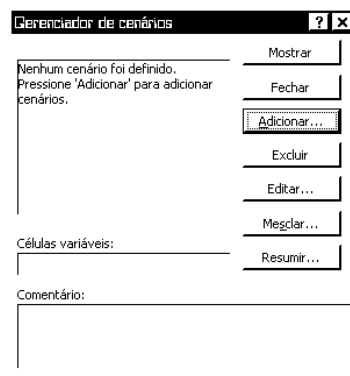 Gerenciador de cenários
Mostrar
Nenhum cenário foi definido.
Pressione 'Adicionar' para adicionar
cenários.
Fechar
Adicionar...
Excluir
Editar...
Mesclar...
Células variáveis:
Resumir...
Comentário: